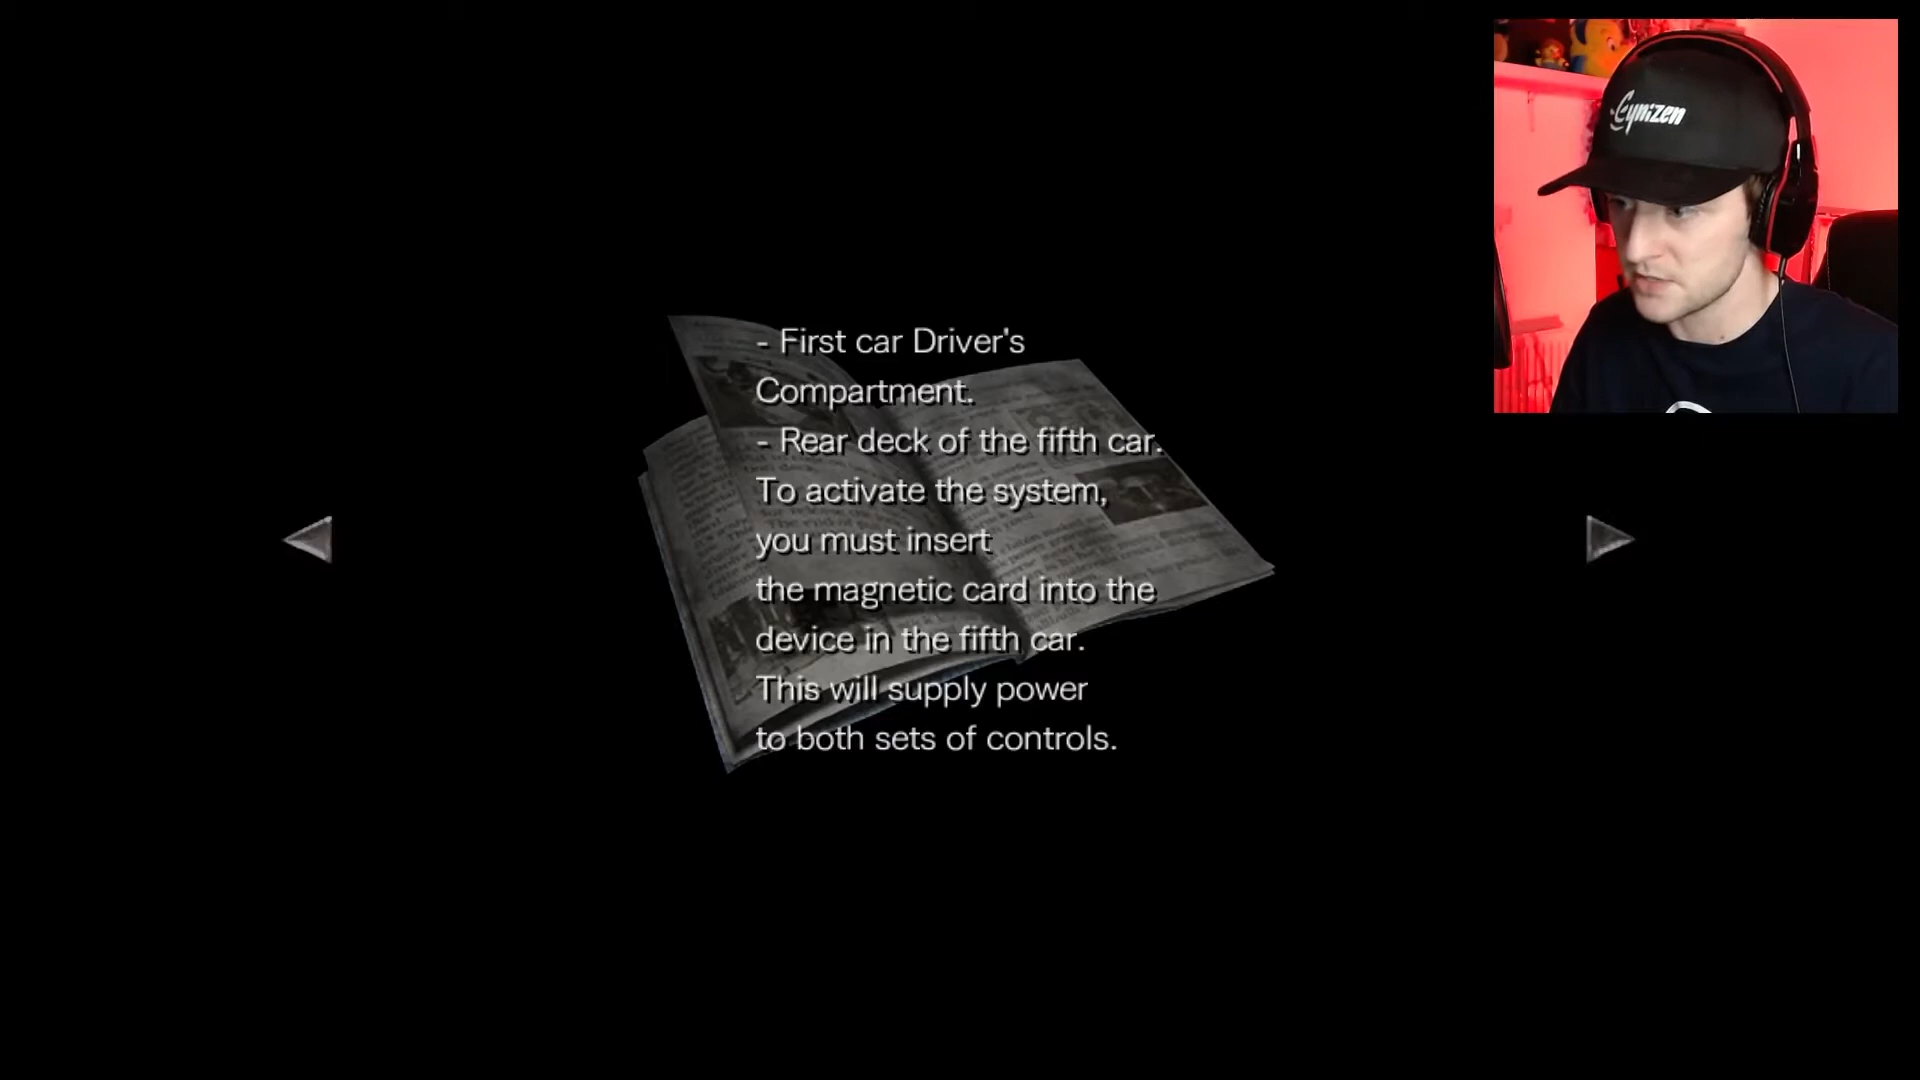 Cynizen
- First car Driver's
Compartment.
- Rear deck of the fifth car.
To activate the system,
you must insert
the magnetic card into the
device in the fifth car.
This will supply power
to both sets of controls.